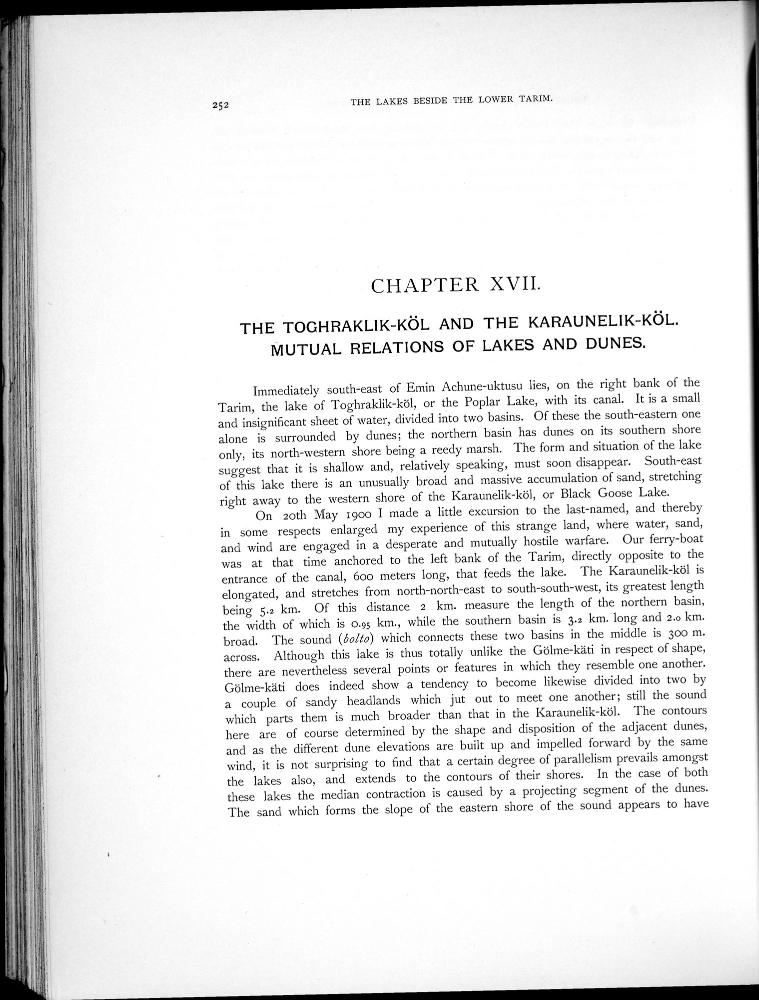 252
THE LAKES BESIDE THE LOWER TARIM.
CHAPTER XVII.
THE TOGHRAKLIK-KÖL AND THE KARAUNELIK-KÖL.
MUTUAL RELATIONS OF LAKES AND DUNES.
Immediately south-east of Emin Achune-uktusu lies, on the right bank of the
Tarim, the lake of Toghraklik-köl, or the Poplar Lake, with its canal. It is a small
and insignificant sheet of water, divided into two basins. Of these the south-eastern one
alone is surrounded by dunes; the northern basin has dunes on its southern shore
only, its north-western shore being a reedy marsh. The form and situation of the lake
suggest that it is shallow and, relatively speaking, must soon disappear. South-east
of this lake there is an unusually broad and massive accumulation of sand, stretching
right away to the western shore of the Karaunelik-köl, or Black Goose Lake.
On 20th May 1900 I made a little excursion to the last-named, and thereby
in some respects enlarged my experience of this strange land, where water, sand,
and wind are engaged in a desperate and mutually hostile warfare. Our ferry-boat
was at that time anchored to the left bank of the Tarim, directly opposite to the
entrance of the canal, 600 meters long, that feeds the lake. The Karaunelik-köl is
elongated, and stretches from north-north-east to south-south-west, its greatest length
being 5.2 km. Of this distance 2 km. measure the length of the northern basin,
the width of which is 0.95 km., while the southern basin is 3.2 km. long and 2.0 km.
broad. The sound (bolto) which connects these two basins in the middle is 300 m.
across. Although this lake is thus totally unlike the Gölme-käti in respect of shape,
there are nevertheless several points or features in which they resemble one another.
Gölme-käti does indeed show a tendency to become likewise divided into two by
a couple of sandy headlands which jut out to meet one another; still the sound
which parts them is much broader than that in the Karaunelik-köl. The contours
here are of course determined by the shape and disposition of the adjacent dunes,
and as the different dune elevations are built up and impelled forward by the same
wind, it is not surprising to find that a certain degree of parallelism prevails amongst
the lakes also, and extends to the contours of their shores. In the case of both
these lakes the median contraction is caused by a projecting segment of the dunes.
The sand which forms the slope of the eastern shore of the sound appears to have